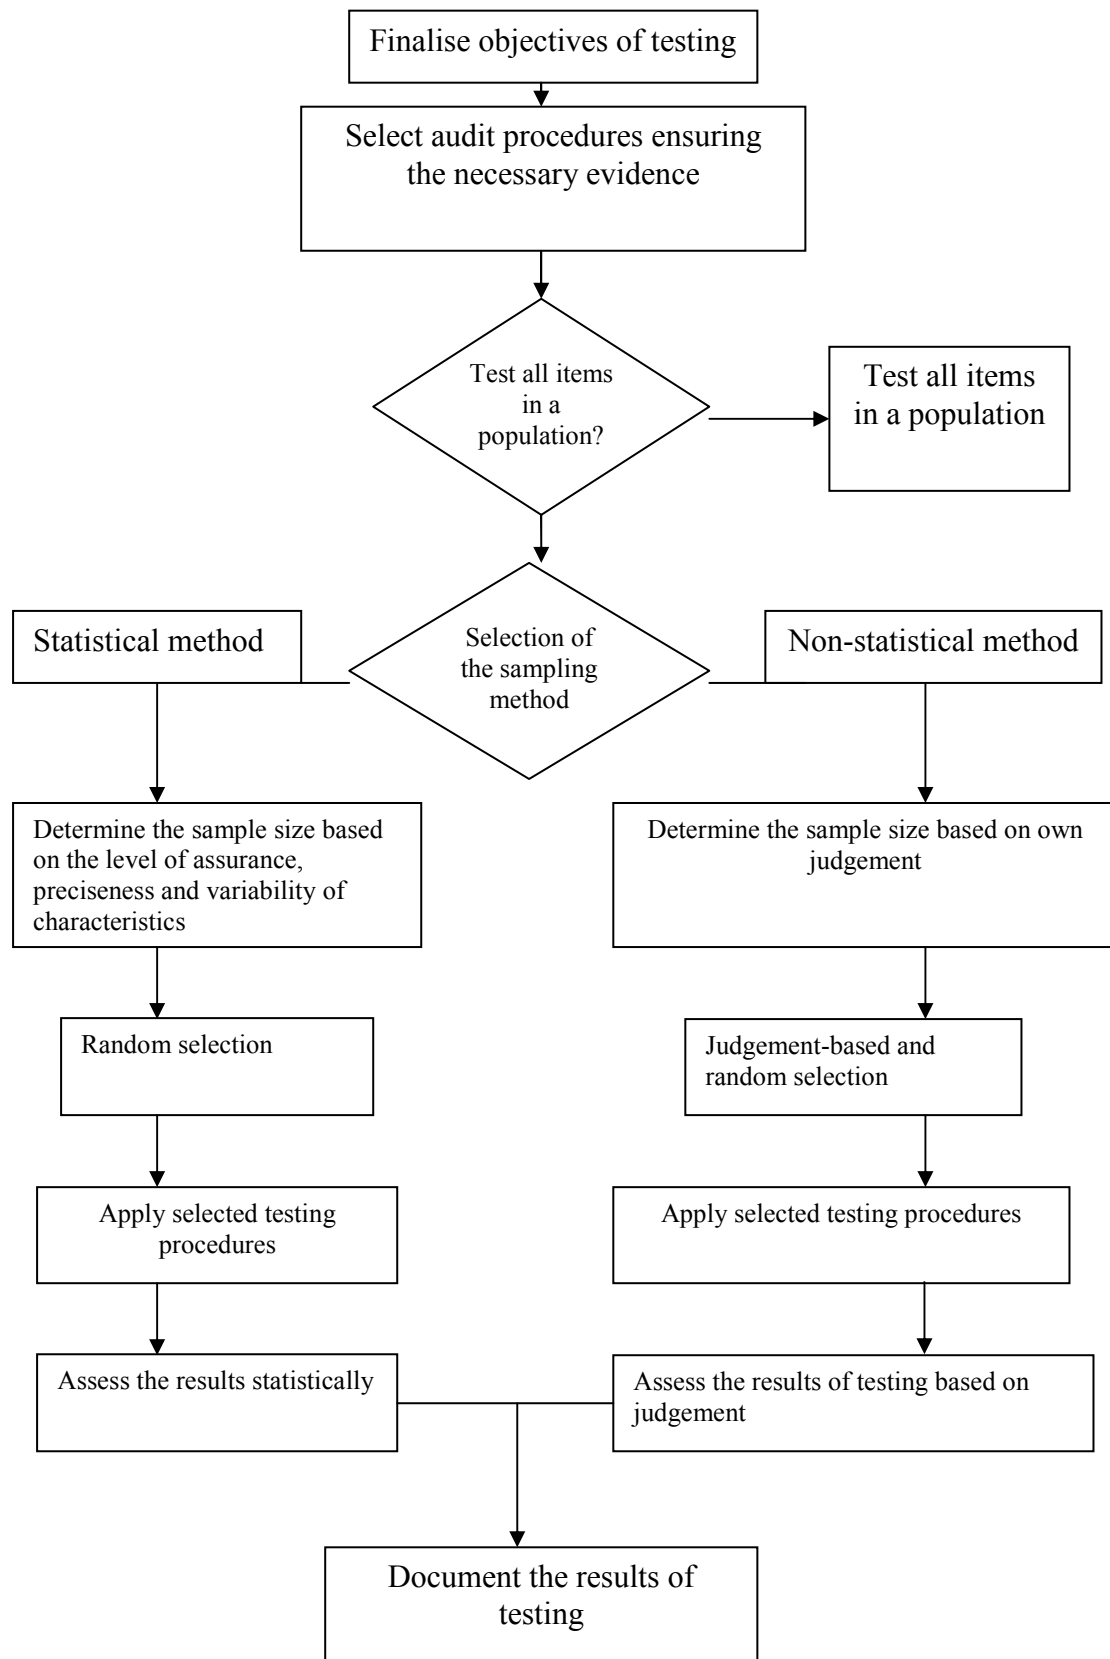 Finalise objectives of testing
Select audit procedures ensuring
the necessary evidence
Test all items
in a
population?
Test all items
in a population
Statistical method
Selection of
the sampling
method
Non-statistical method
Determine the sample size based
on the level of assurance,
preciseness and variability of
characteristics
Determine the sample size based on own
judgement
Random selection
Judgement-based and
random selection
Apply selected testing
procedures
Apply selected testing procedures
Assess the results statistically
Assess the results of testing based on
judgement
Document the results of
testing